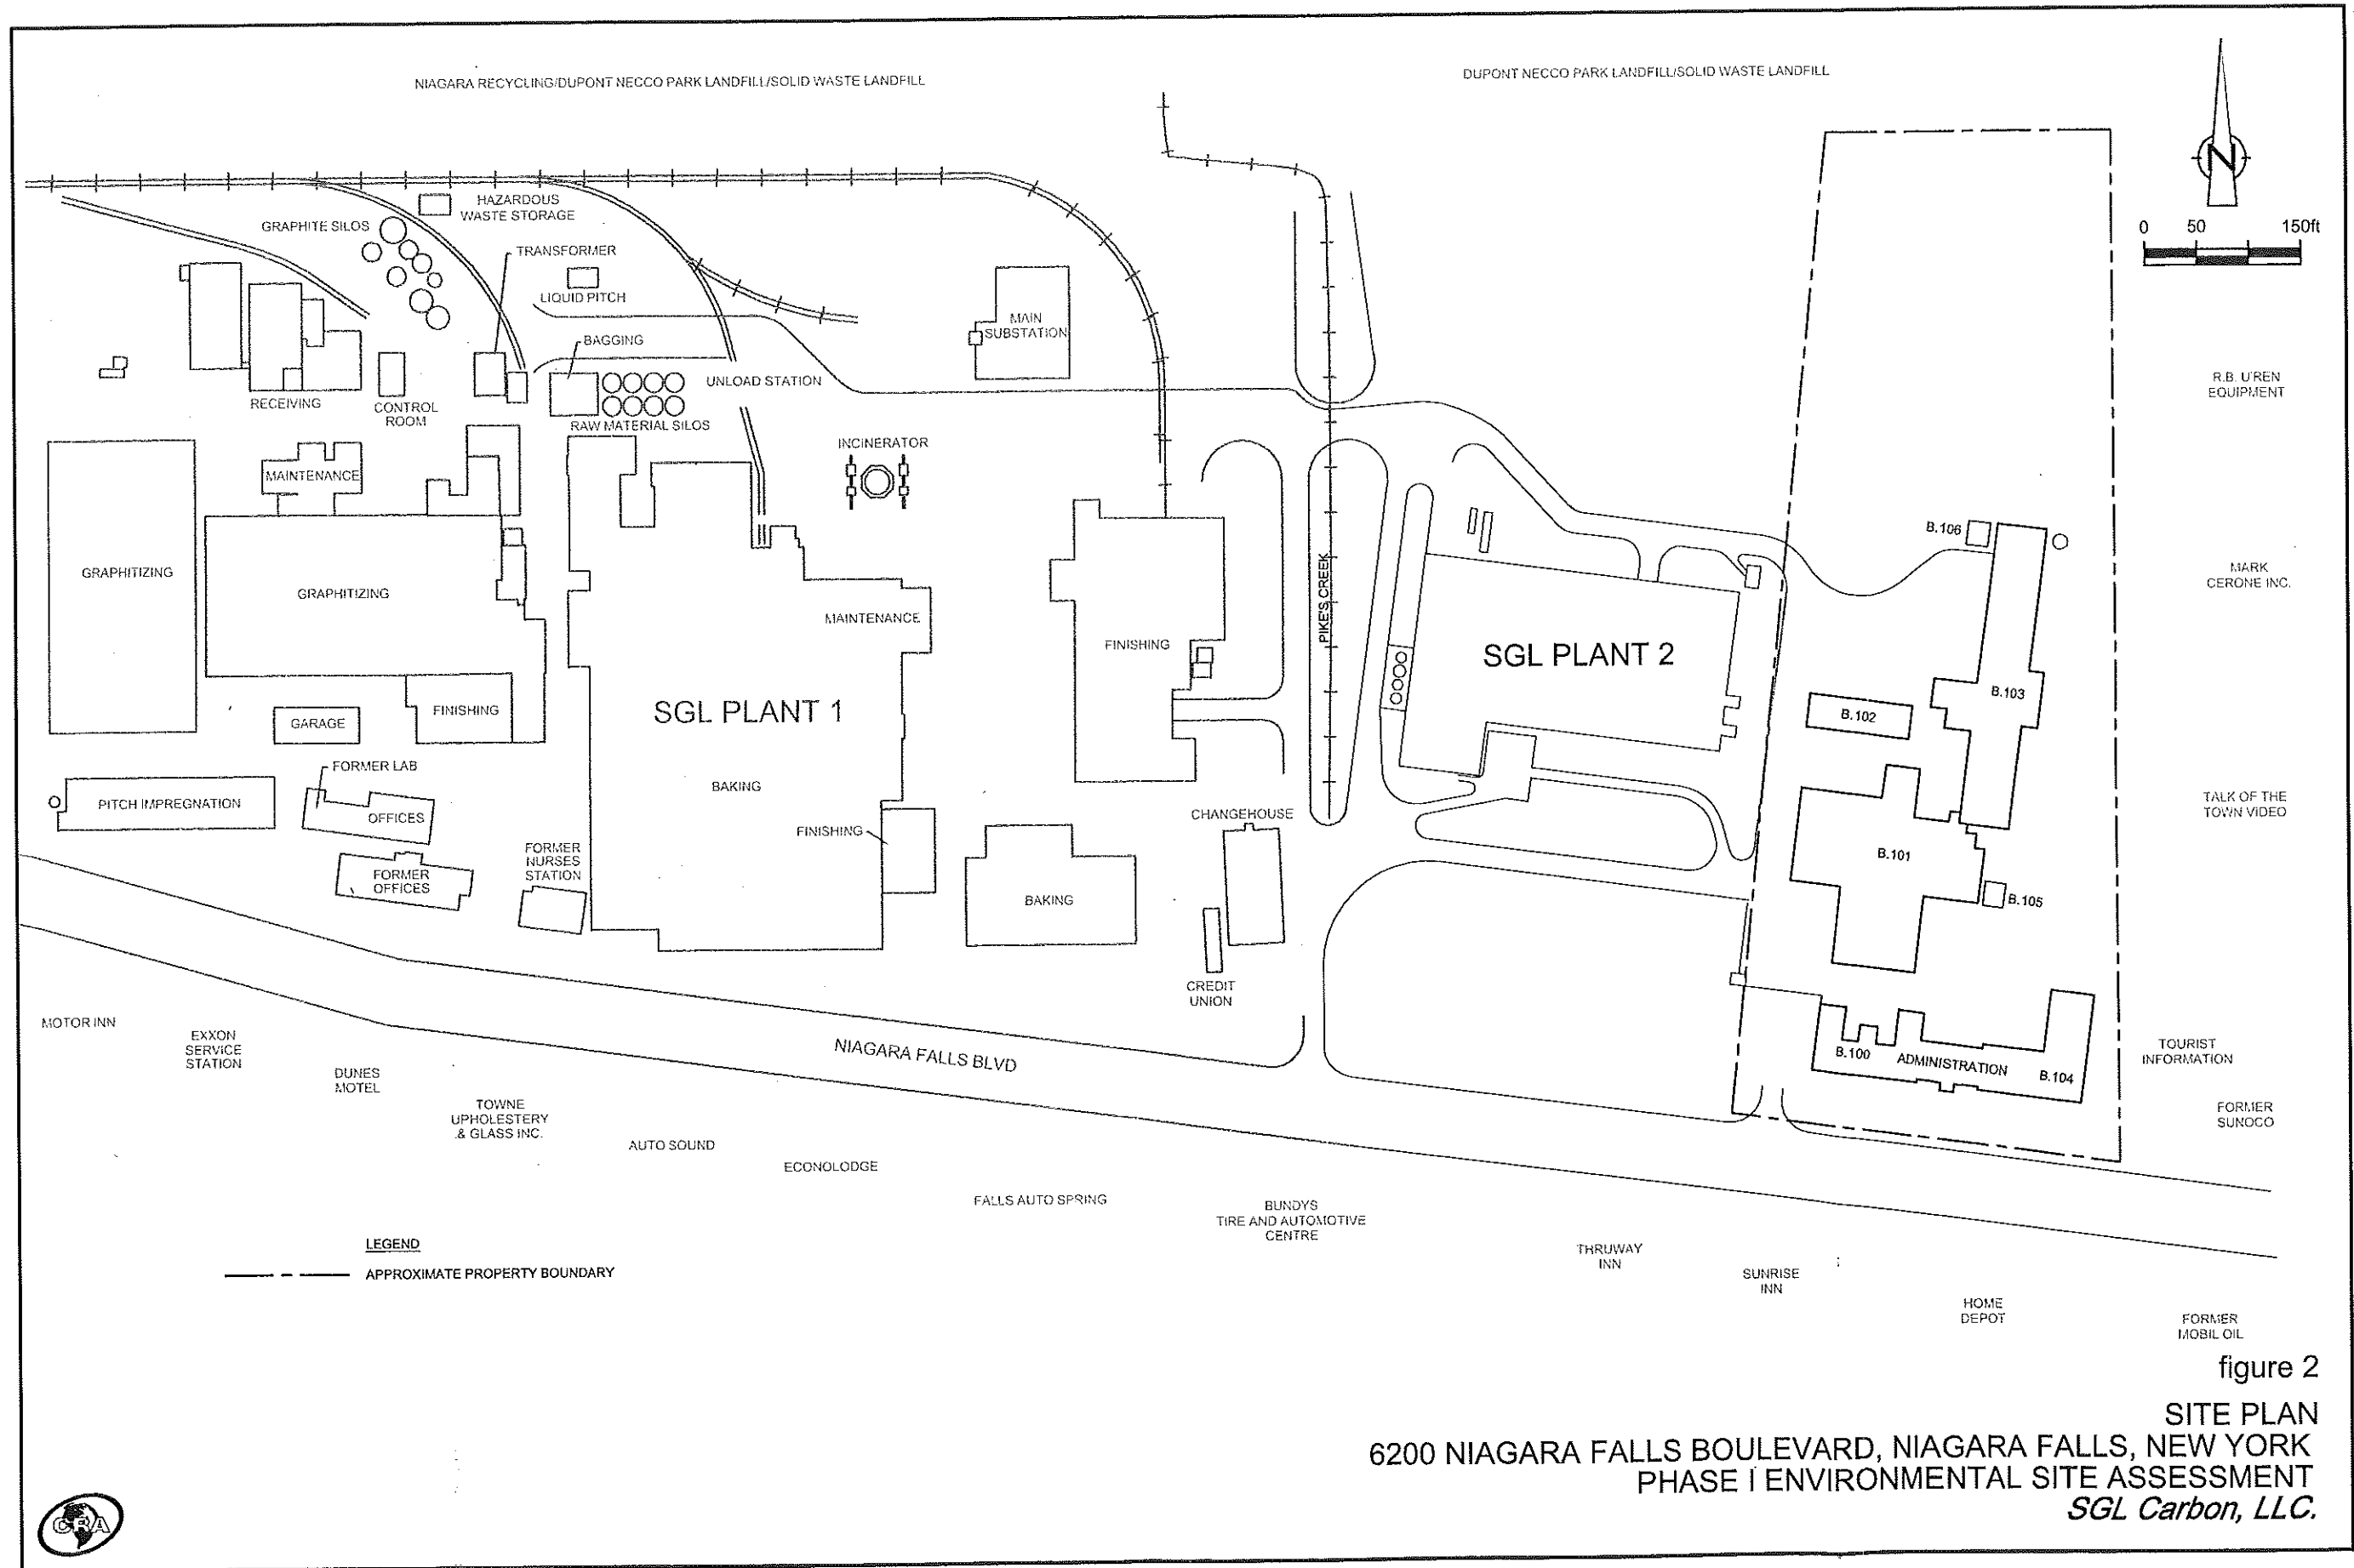 NIAGARA RECYCLING/DUPONT NECCO PARK LANDFILL/SOLID WASTE LANDFILL
DUPONT NECCO PARK LANDFILL/SOLID WASTE LANDFILL
N
0 50 150ft
HAZARDOUS
WASTE STORAGE
GRAPHITE SILOS
TRANSFORMER
LIQUID PITCH
BAGGING
MAIN
SUBSTATION
UNLOAD STATION
RECEIVING
CONTROL
ROOM
RAW MATERIAL SILOS
R.B. U'REN
EQUIPMENT
INCINERATOR
MAINTENANCE
GRAPHITIZING
GRAPHITIZING
MAINTENANCE
FINISHING
PIKE'S CREEK
B.106
MARK
CERONE INC.
SGL PLANT 1
SGL PLANT 2
B.103
B.102
GARAGE
FINISHING
FORMER LAB
BAKING
PITCH IMPREGNATION
OFFICES
FINISHING
CHANGEHOUSE
TALK OF THE
TOWN VIDEO
FORMER
NURSES
STATION
FORMER
OFFICES
BAKING
B.101
B.105
CREDIT
UNION
MOTOR INN
EXXON
SERVICE
STATION
DUNES
MOTEL
NIAGARA FALLS BLVD
B.100
ADMINISTRATION
B.104
TOURIST
INFORMATION
TOWNE
UPHOLESTERY
& GLASS INC.
AUTO SOUND
ECONOLODGE
FALLS AUTO SPRING
BUNDYS
TIRE AND AUTOMOTIVE
CENTRE
FORMER
SUNOCO
THRUWAY
INN
SUNRISE
INN
HOME
DEPOT
FORMER
MOBIL OIL
LEGEND
APPROXIMATE PROPERTY BOUNDARY
figure 2
SITE PLAN
6200 NIAGARA FALLS BOULEVARD, NIAGARA FALLS, NEW YORK
PHASE I ENVIRONMENTAL SITE ASSESSMENT
SGL Carbon, LLC.
CRA